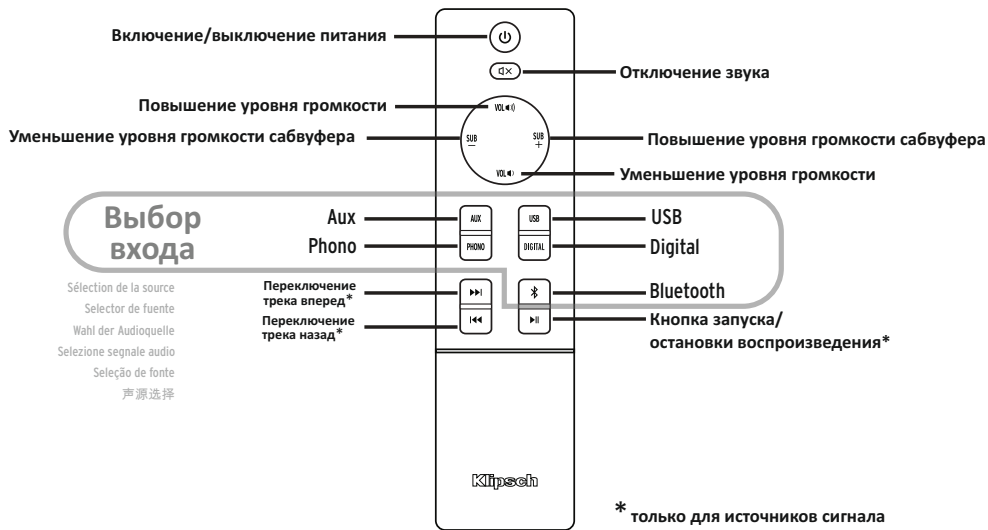 Включение/выключение питания
Отключение звука
Повышение уровня громкости
VOL
Уменьшение уровня громкости сабвуфера
SUB
−
SUB
+
Повышение уровня громкости сабвуфера
VOL
Уменьшение уровня громкости
Выбор
входа
Aux
AUX
USB
USB
Phono
PHONO
DIGITAL
Digital
Sélection de la source
Selector de fuente
Wahl der Audioquelle
Selezione segnale audio
Seleção de fonte
声源选择
Переключение
трека вперед*
Bluetooth
Переключение
трека назад*
Кнопка запуска/
остановки воспроизведения*
Klipsch
* только для источников сигнала